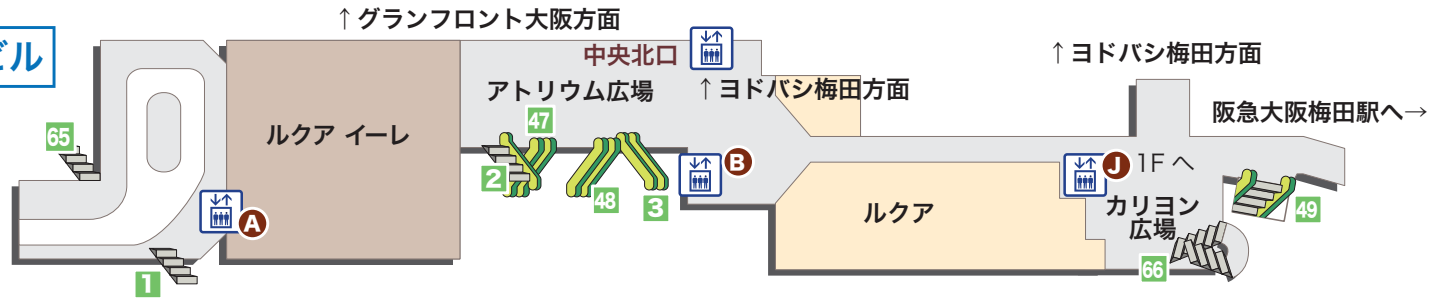 ↑グランフロント大阪方面
ビル
中央北口
↑ヨドバシ梅田方面
アトリウム広場
↑ヨドバシ梅田方面
阪急大阪梅田駅へ→
65
ルクア イーレ
47
2
B
J
1Fへ
48
3
A
ルクア
カリヨン
広場
49
1
66